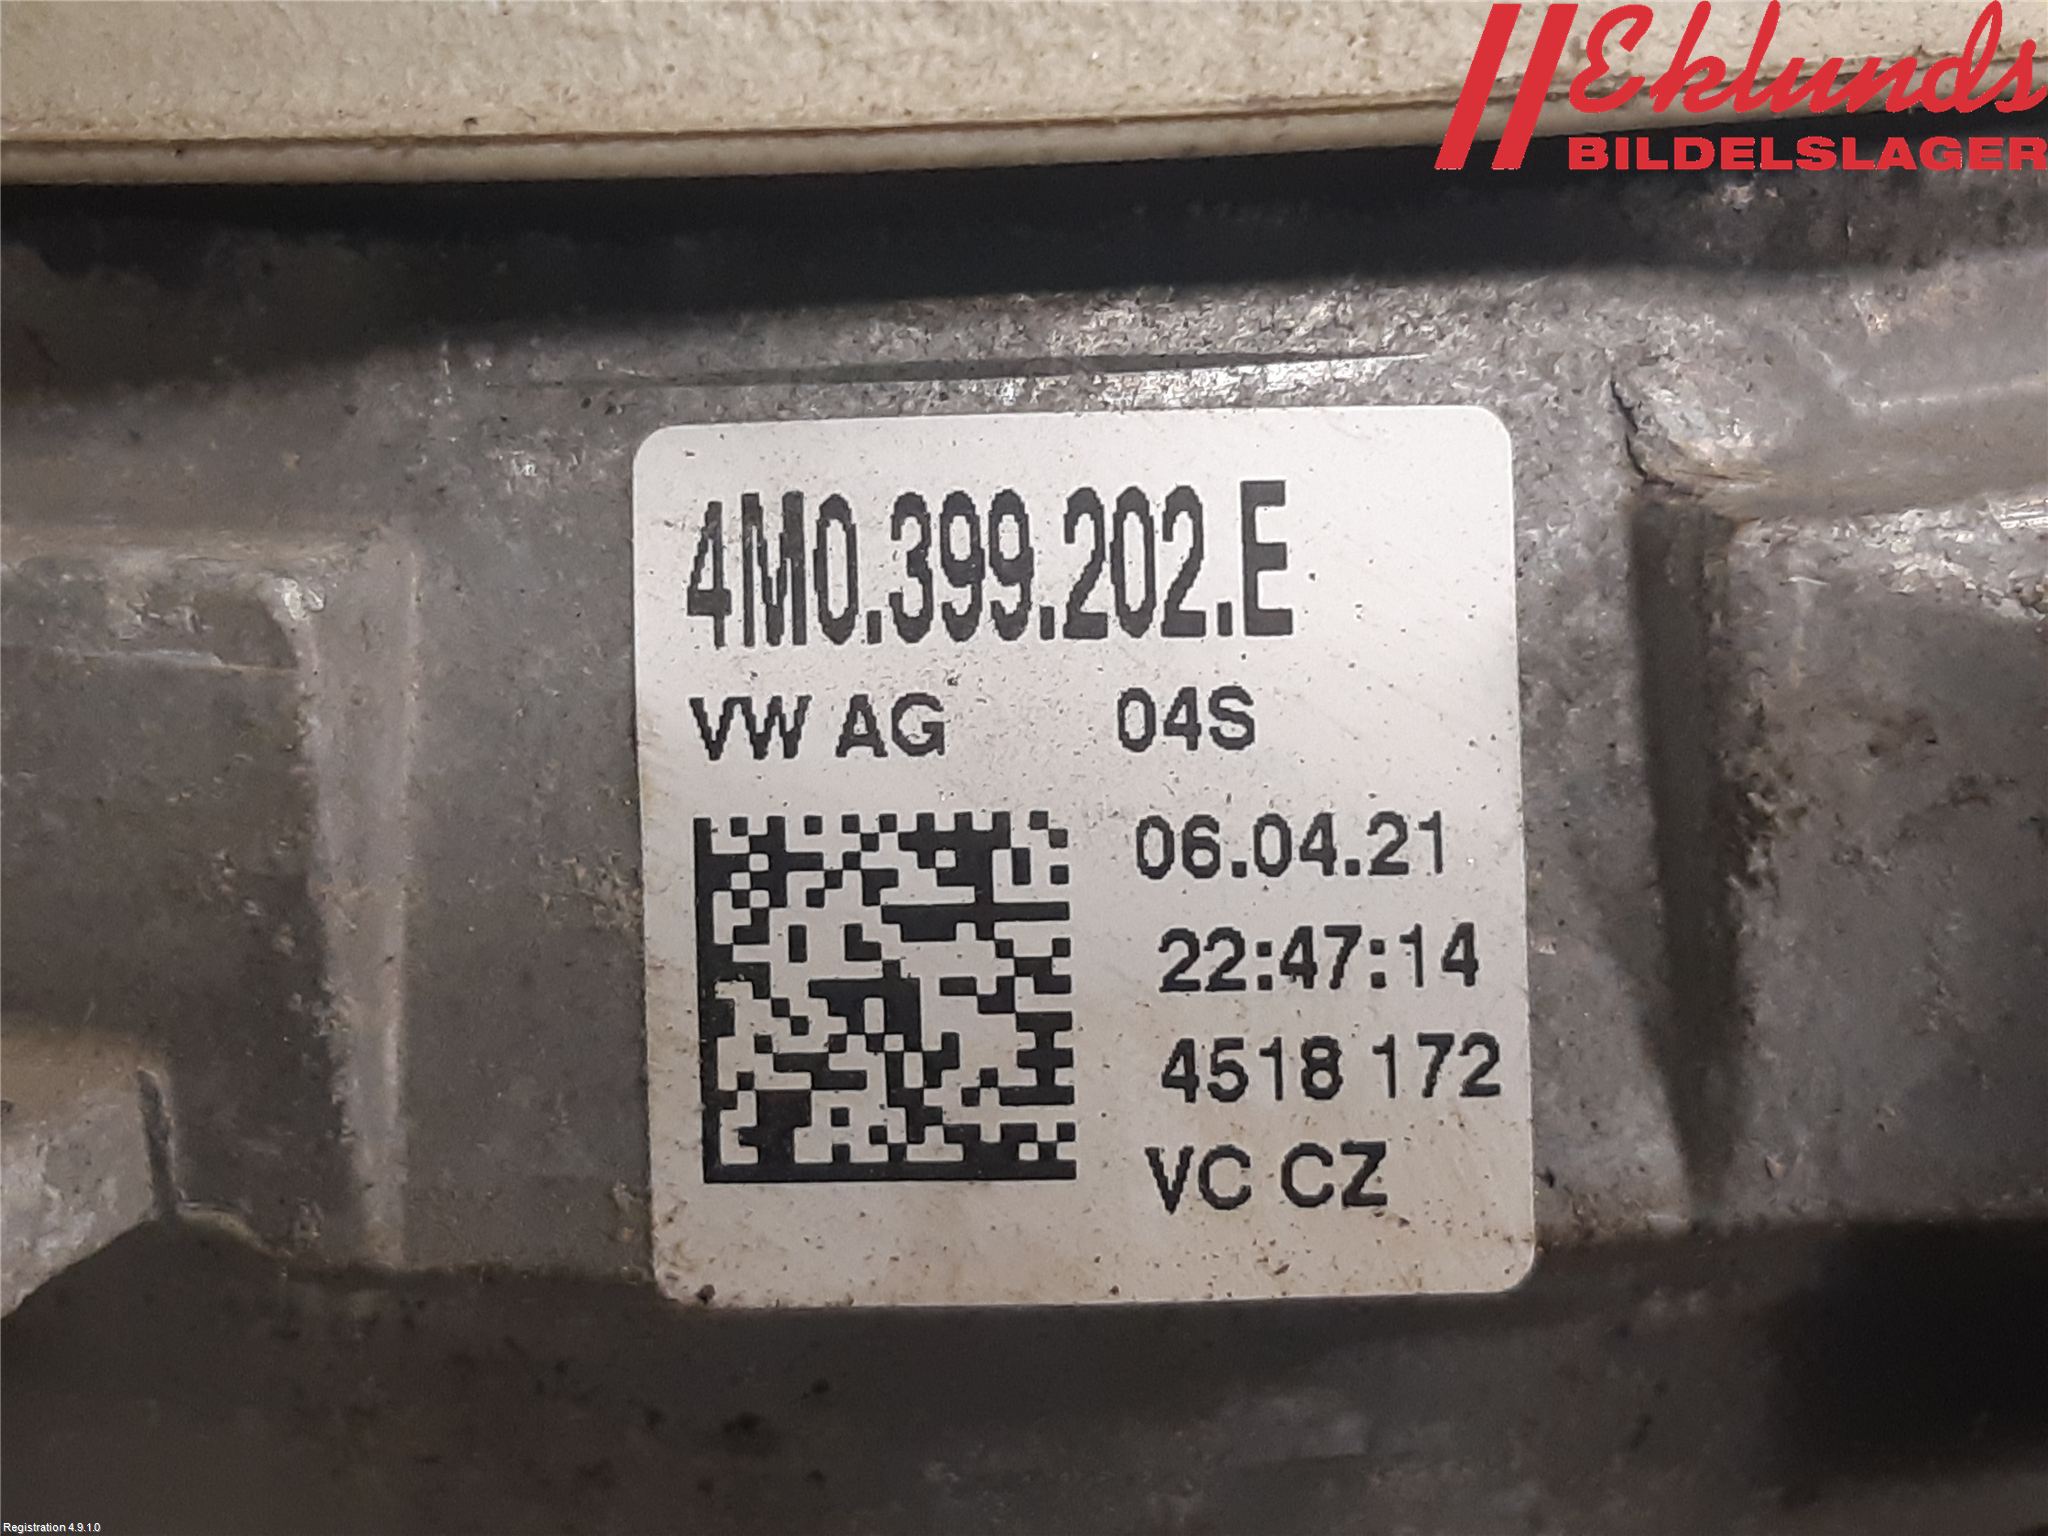 Eklunds
BILDELSLAGER
4M0.399.202.E
VW AG 04S
06.04.21
22:47:14
4518 172
VC CZ
Registration 4.9.1.0